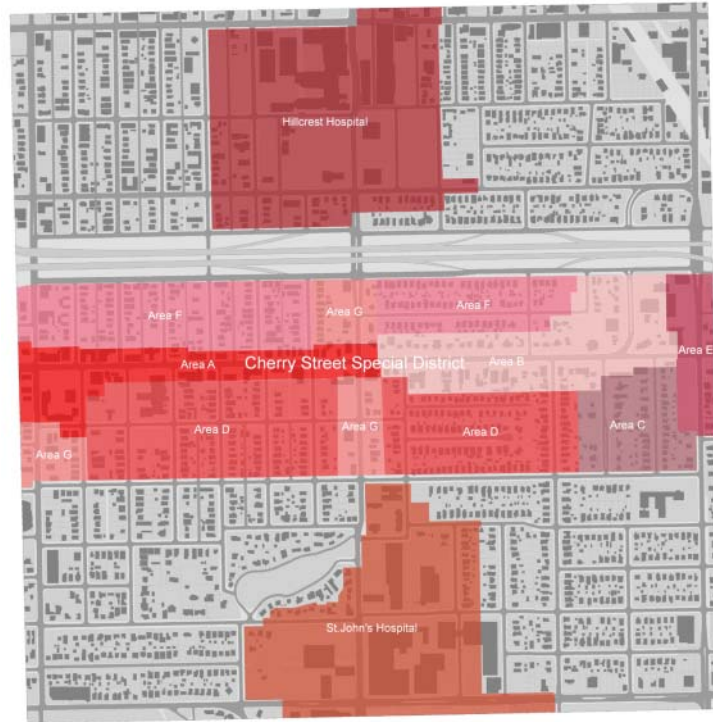 Hillcrest Hospital
Area F
Area G
Area F
Area A
Cherry Street Special District
Area B
Area E
Area D
Area G
Area D
Area C
Area G
St.John's Hospital